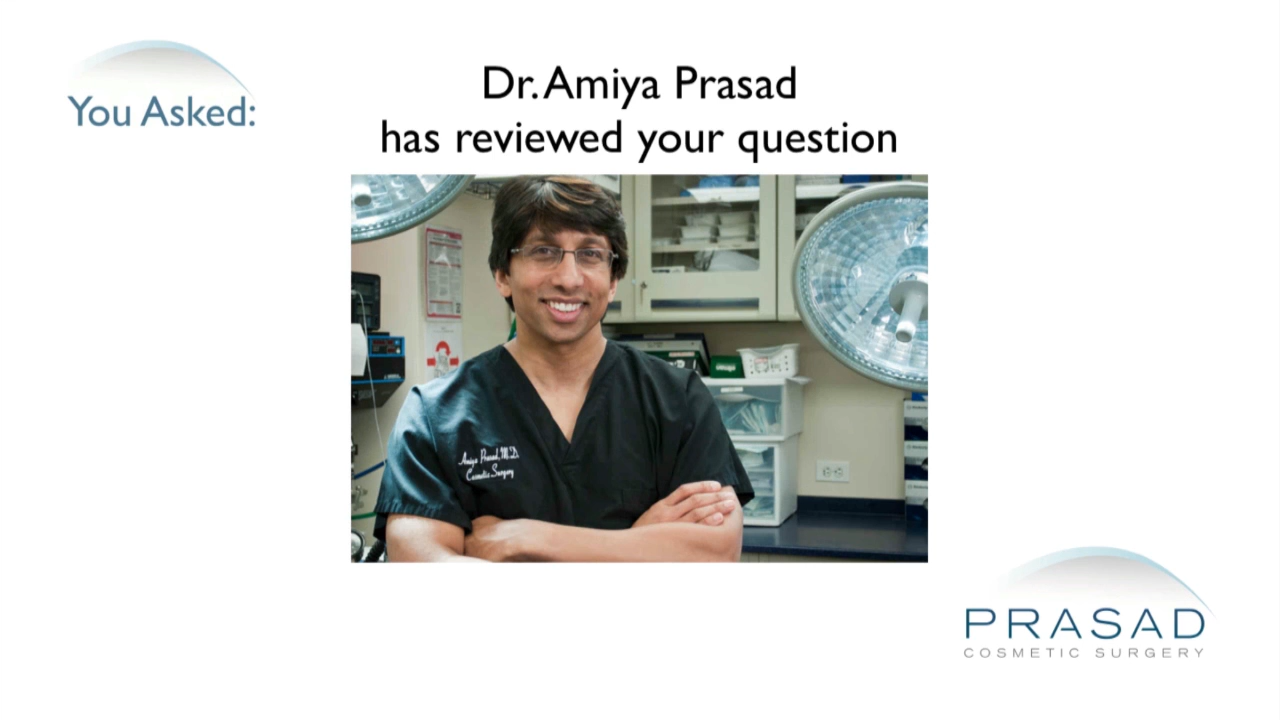 You Asked:
Dr. Amiya Prasad
has reviewed your question
Amiya Prasad, M.D.
Cosmetic Surgery
PRASAD
COSMETIC SURGERY